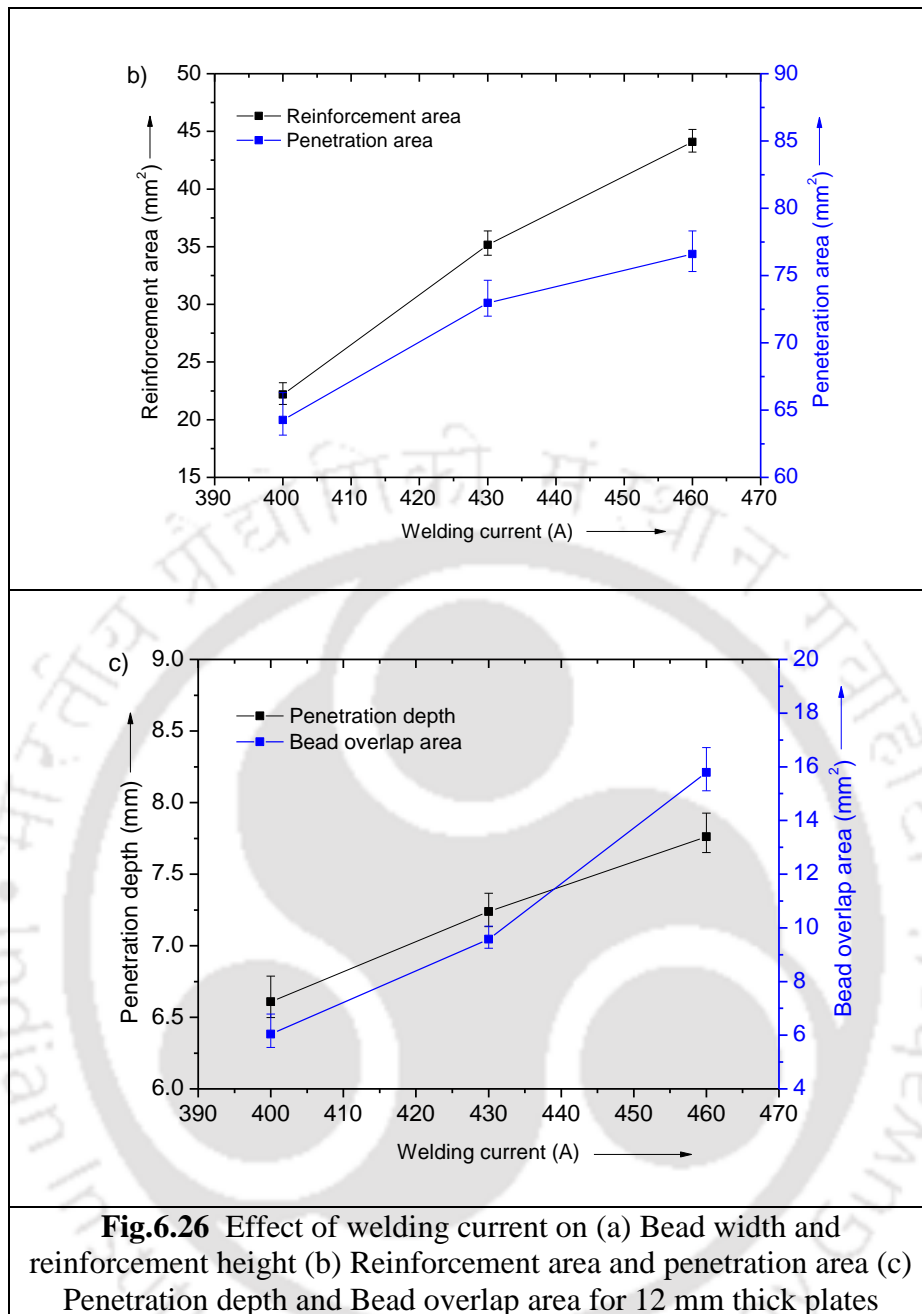 b)
50
45
40
35
30
25
20
15
Reinforcement area (mm²)
Reinforcement area
Penetration area
90
85
80
75
70
65
60
Peneteration area (mm²)
390 400 410 420 430 440 450 460 470
Welding current (A)
c)
9.0
8.5
8.0
7.5
7.0
6.5
6.0
Penetration depth (mm)
Penetration depth
Bead overlap area
20
18
16
14
12
10
8
6
4
Bead overlap area (mm²)
390 400 410 420 430 440 450 460 470
Welding current (A)
Fig.6.26 Effect of welding current on (a) Bead width and
reinforcement height (b) Reinforcement area and penetration area (c)
Penetration depth and Bead overlap area for 12 mm thick plates